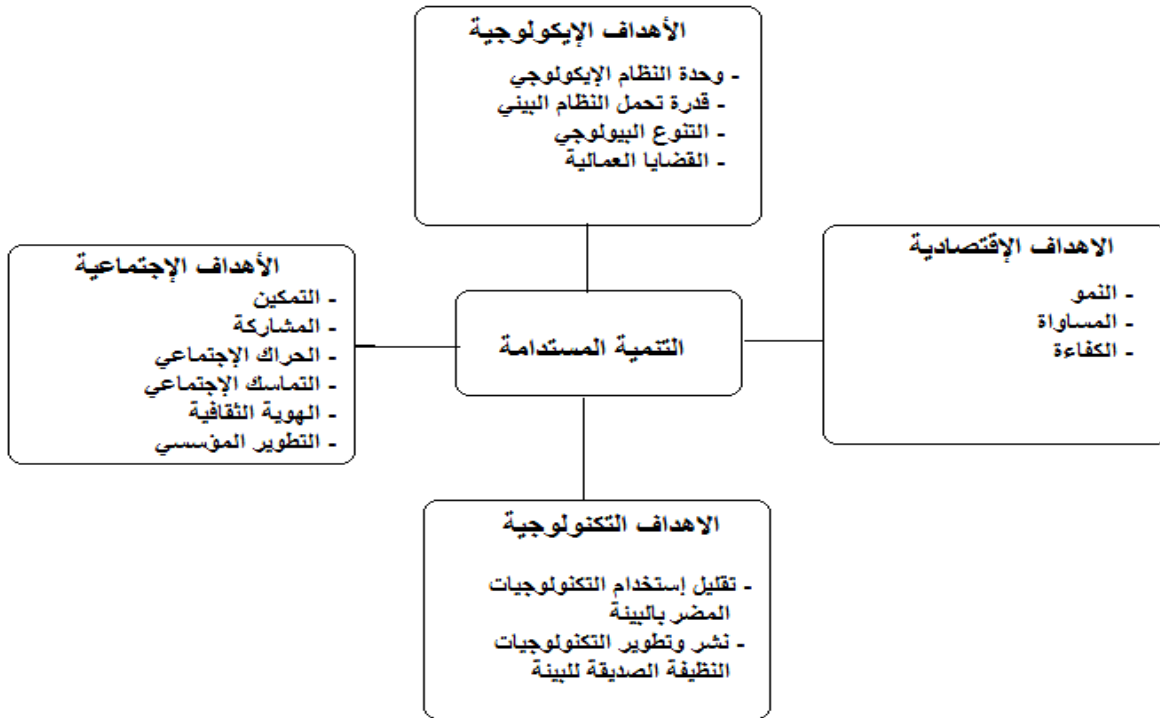 الأهداف الإيكولوجية
- وحدة النظام الإيكولوجي
- قدرة تحمل النظام البيئي
- التنوع البيولوجي
- القضايا العمالية
الاهداف الإقتصادية
- النمو
- المساواة
- الكفاءة
التنمية المستدامة
الأهداف الإجتماعية
- التمكين
- المشاركة
- الحراك الإجتماعي
- التماسك الإجتماعي
- الهوية الثقافية
- التطوير المؤسسي
الاهداف التكنولوجية
- تقليل إستخدام التكنولوجيات
المضر بالبيئة
- نشر وتطوير التكنولوجيات
النظيفة الصديقة للبيئة